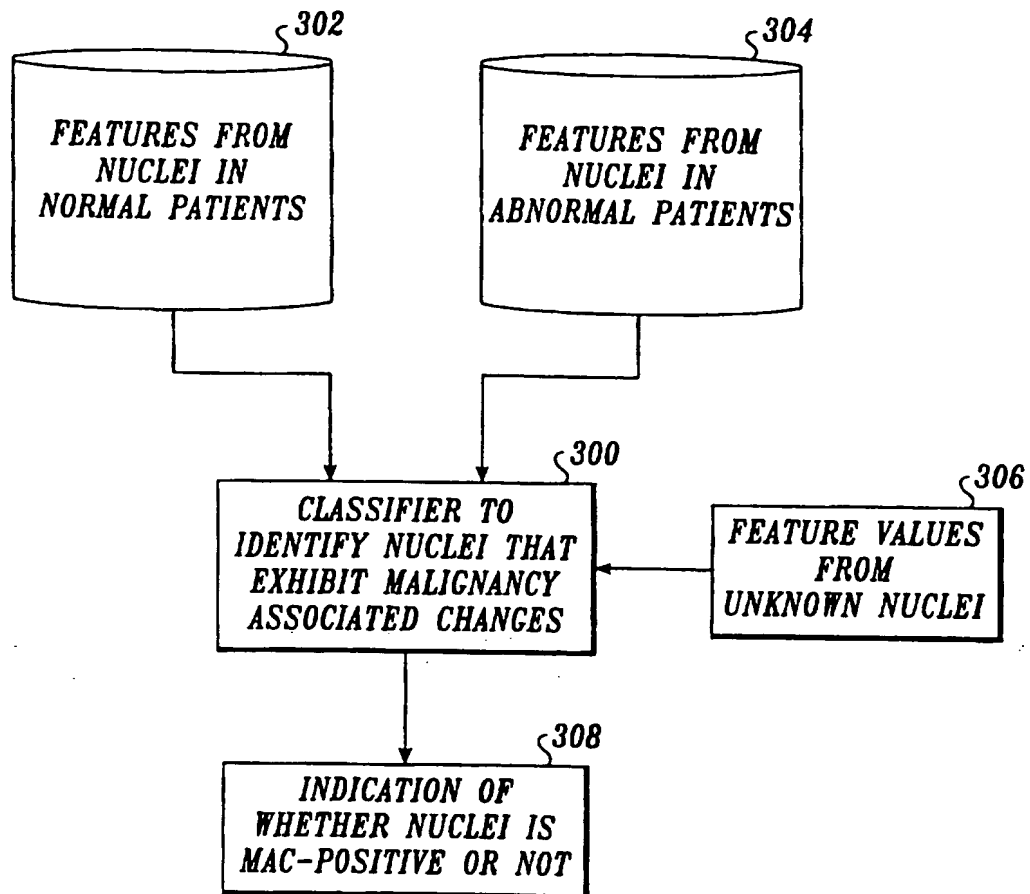 302
FEATURES FROM
NUCLEI IN
NORMAL PATIENTS
304
FEATURES FROM
NUCLEI IN
ABNORMAL PATIENTS
300
CLASSIFIER TO
IDENTIFY NUCLEI THAT
EXHIBIT MALIGNANCY
ASSOCIATED CHANGES
306
FEATURE VALUES
FROM
UNKNOWN NUCLEI
308
INDICATION OF
WHETHER NUCLEI IS
MAC-POSITIVE OR NOT